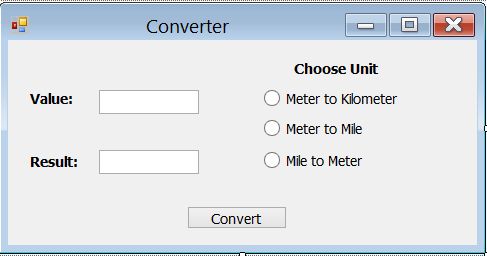 Converter
Choose Unit
Value:
Meter to Kilometer
Meter to Mile
Result:
Mile to Meter
Convert